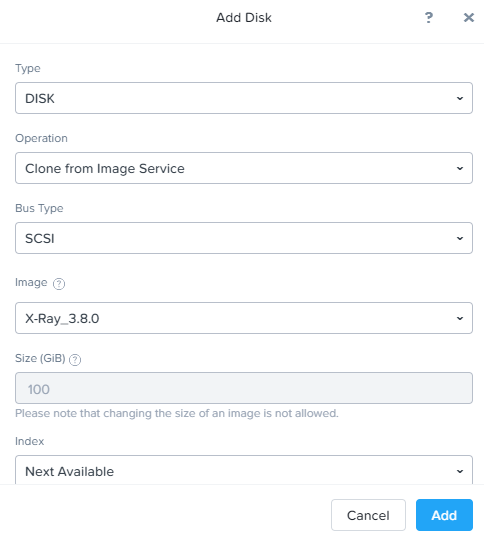 Add Disk
?
Type
DISK
Operation
Clone from Image Service
Bus Type
SCSI
Image ?
X-Ray_3.8.0
Size (GiB) ?
100
Please note that changing the size of an image is not allowed.
Index
Next Available
Cancel Add